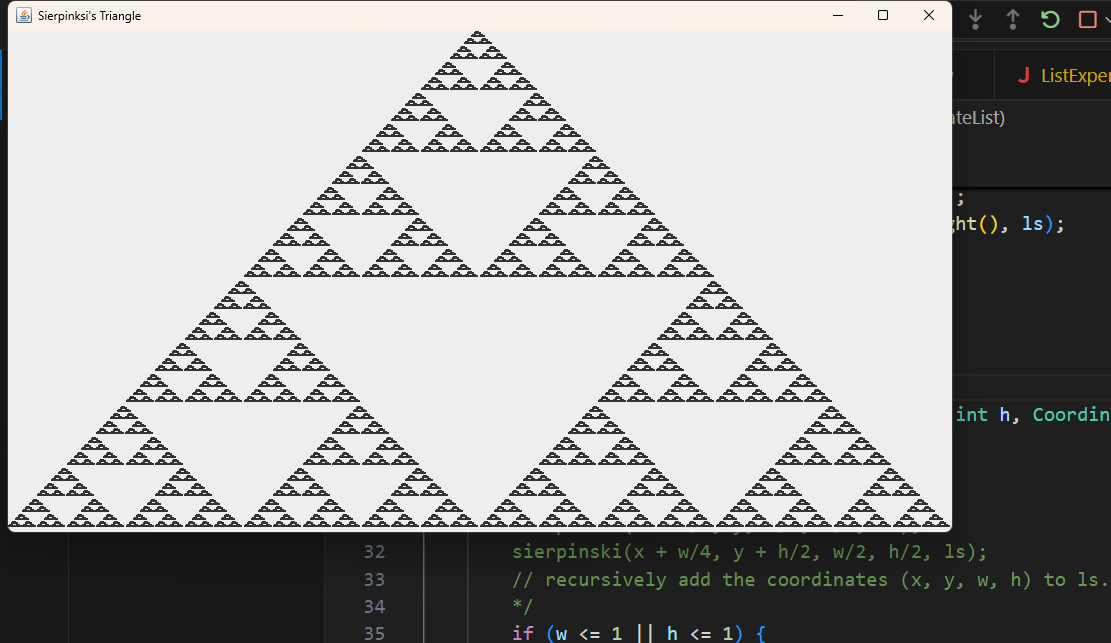 Sierpinksi's Triangle
J ListExper
ateList)
;
ght(), ls);
int h, Coordin
32 sierpinski(x + w/4, y + h/2, w/2, h/2, ls);
33 // recursively add the coordinates (x, y, w, h) to ls.
34 */
35 if (w <= 1 || h <= 1) {